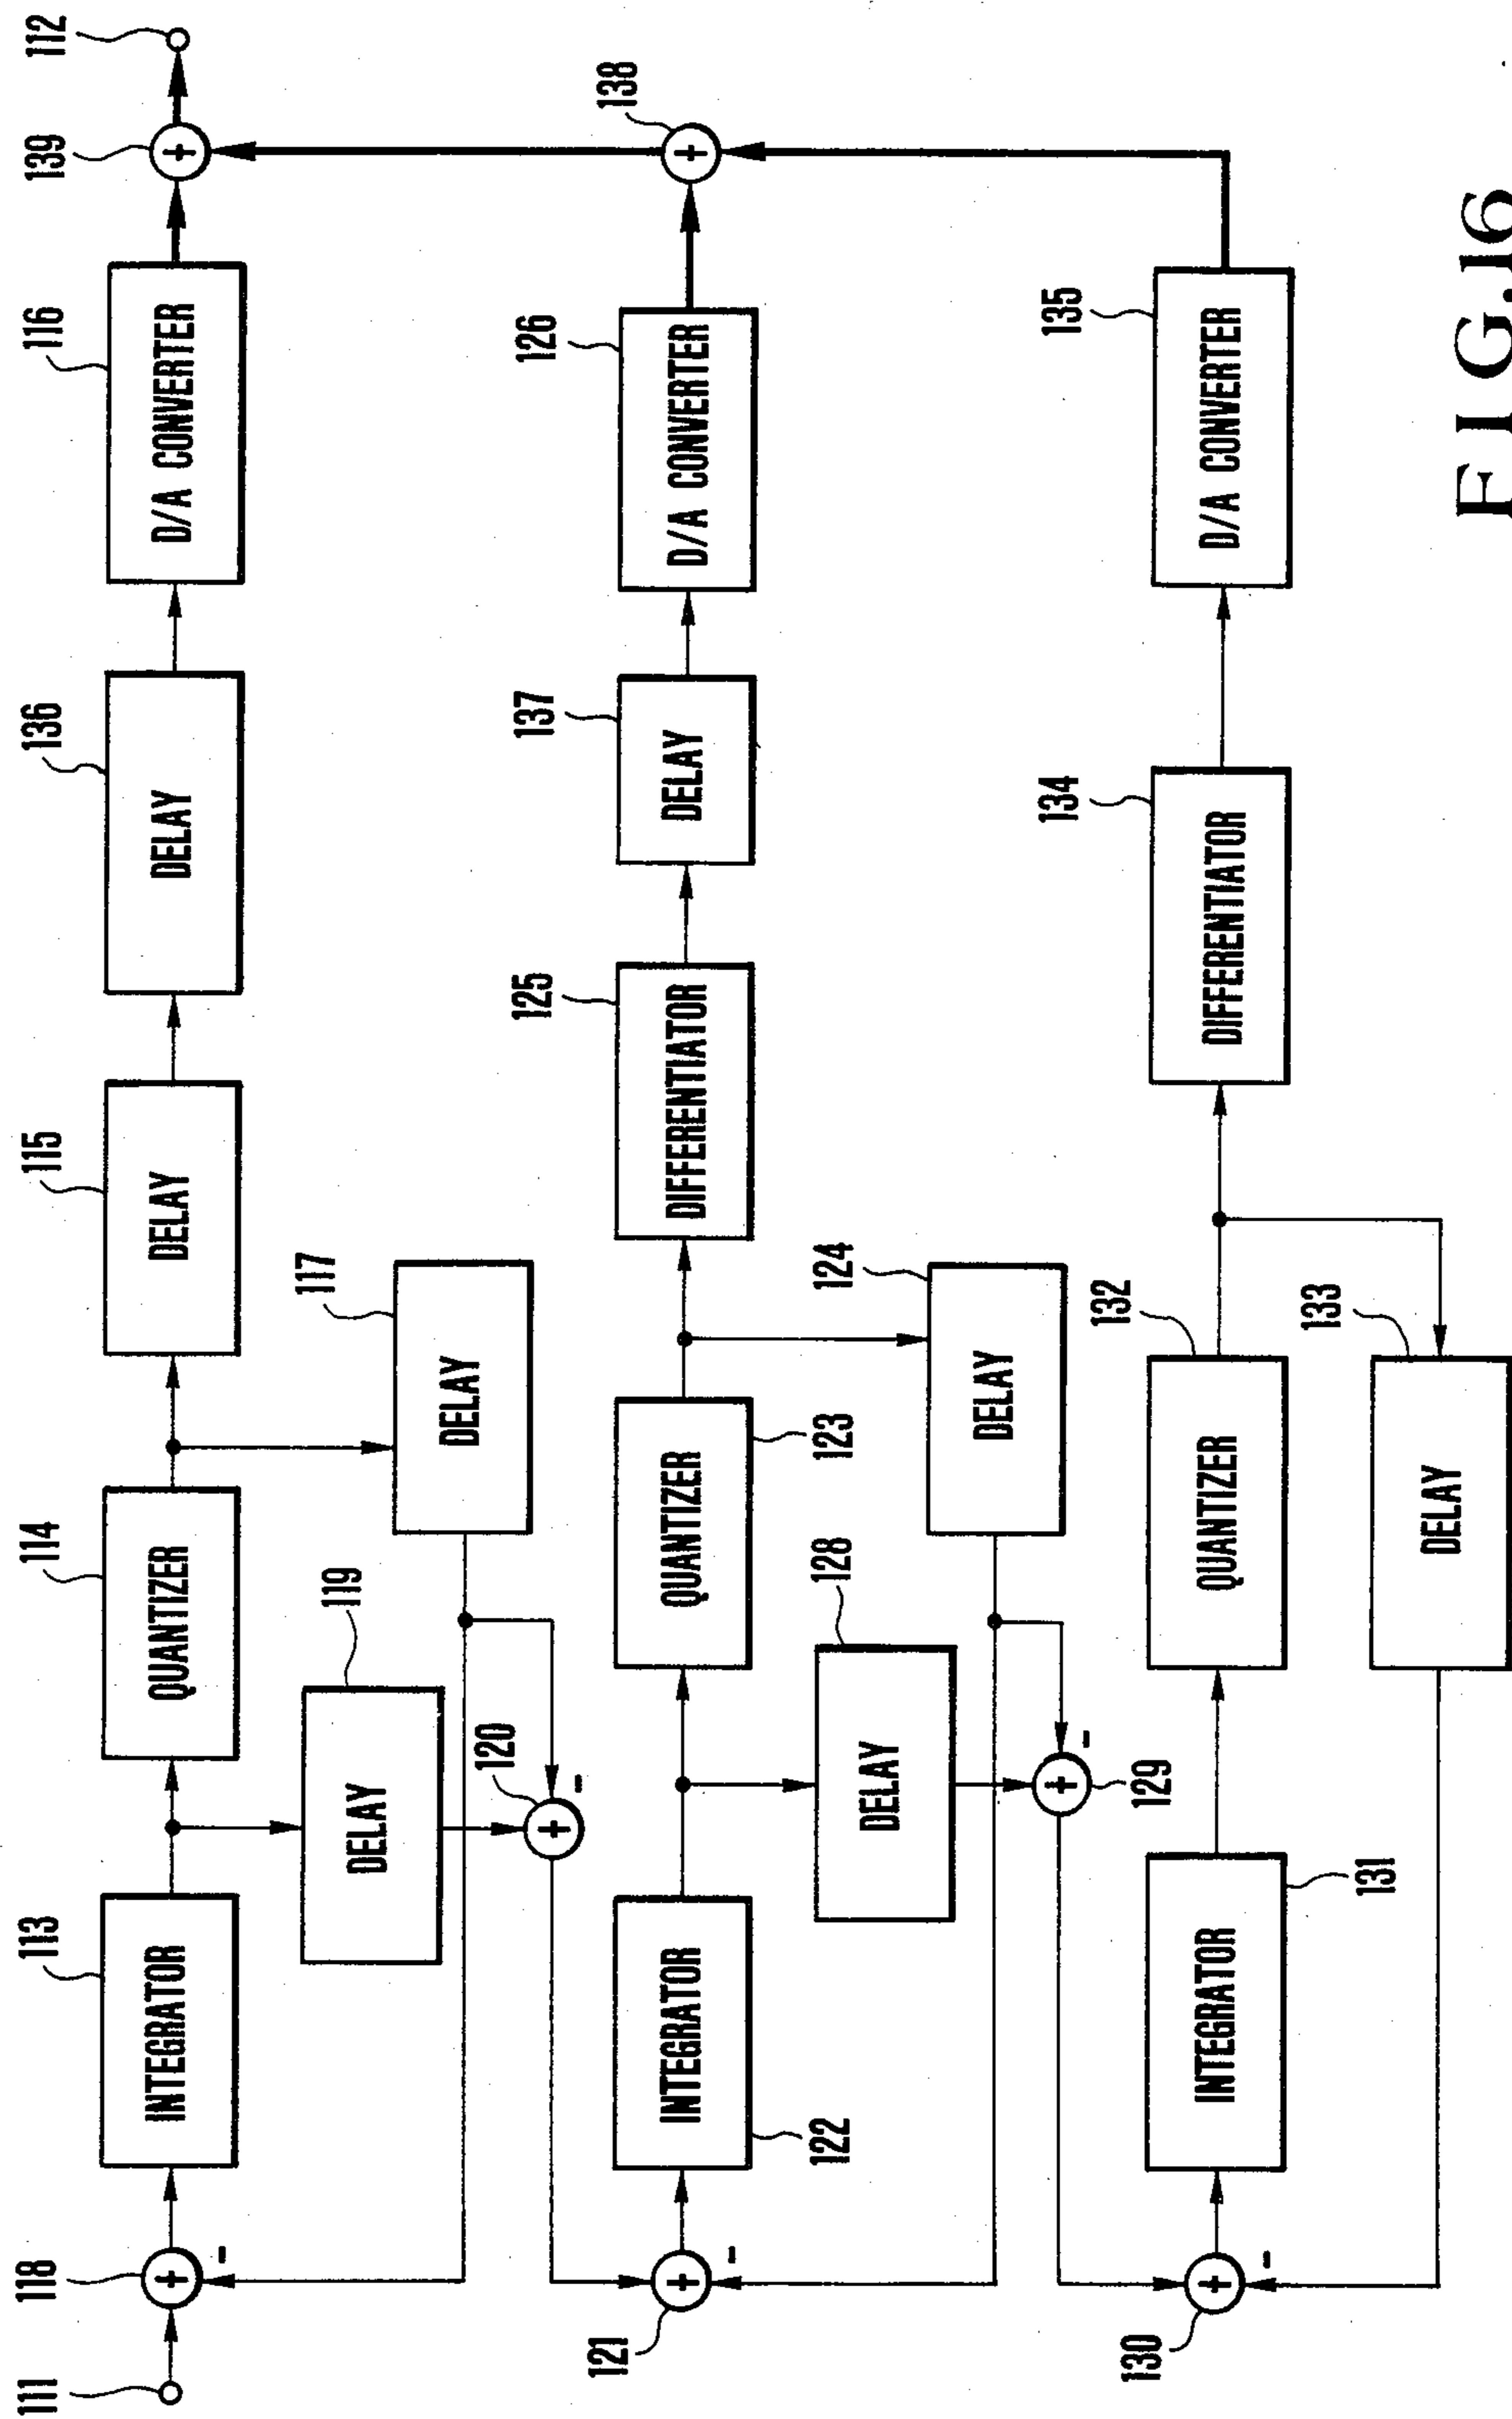 111
118
-
+
113
INTEGRATOR
114
QUANTIZER
115
DELAY
136
DELAY
116
D/A CONVERTER
139
+
112
119
DELAY
117
DELAY
120
+
-
121
+
-
INTEGRATOR
122
QUANTIZER
123
125
DIFFERENTIATOR
137
DELAY
126
D/A CONVERTER
138
+
128
DELAY
124
DELAY
+
-
129
130
+
-
INTEGRATOR
131
132
QUANTIZER
133
DELAY
134
DIFFERENTIATOR
135
D/A CONVERTER
FIG.16